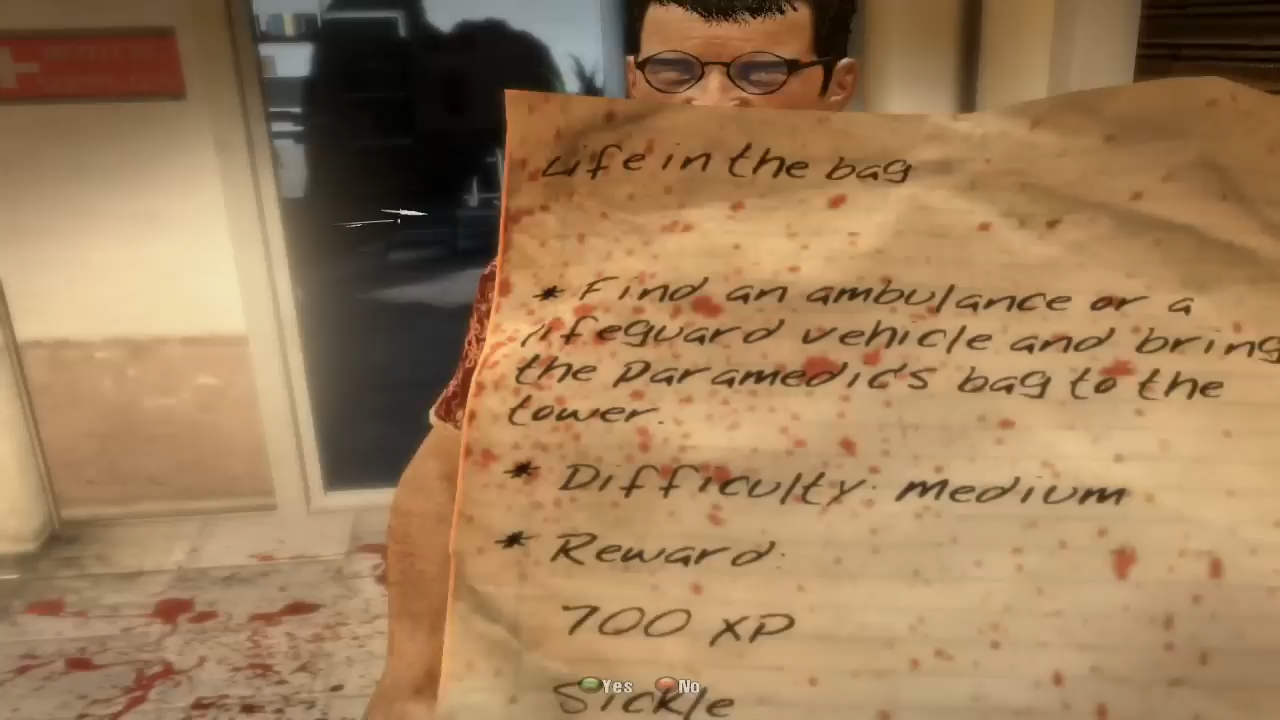 Life in the bag
* Find an ambulance or a
lifeguard vehicle and bring
the Paramedics bag to the
tower.
* Difficulty: medium
* Reward:
700 XP
Sickle
Yes No